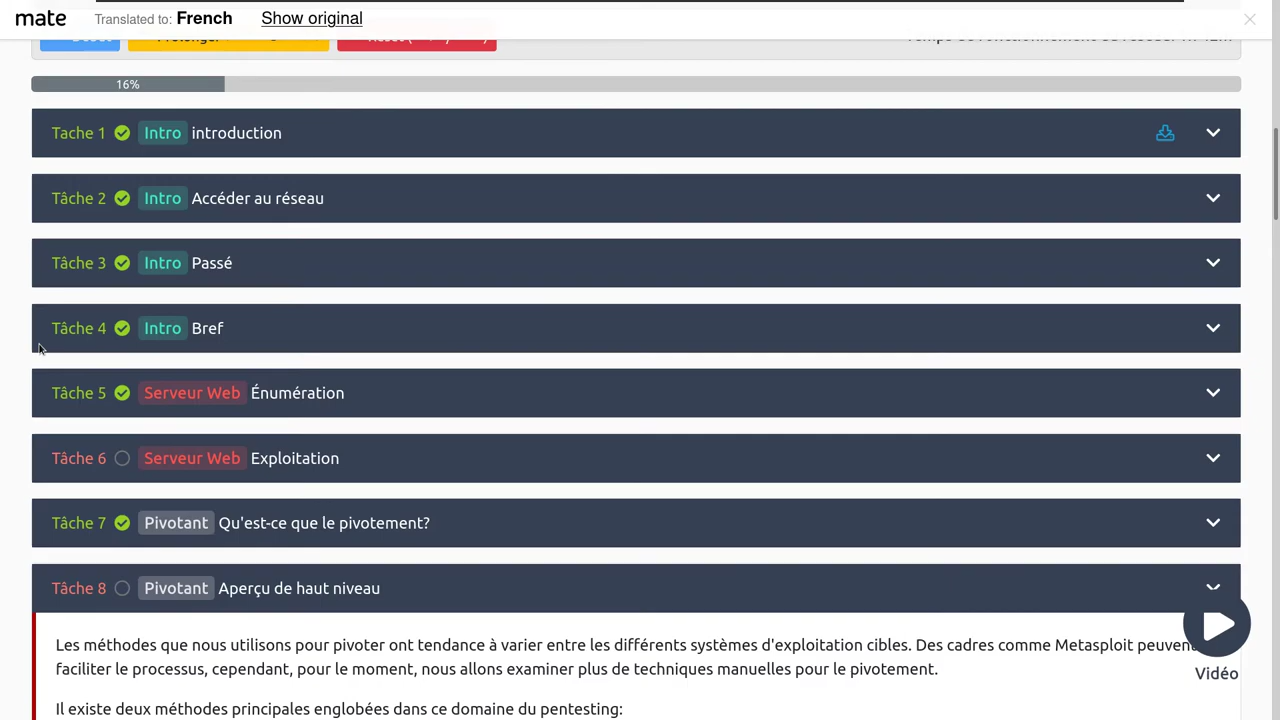 mate Translated to: French Show original
16%
Tache 1 Intro introduction
Tâche 2 Intro Accéder au réseau
Tâche 3 Intro Passé
Tâche 4 Intro Bref
Tâche 5 Serveur Web Énumération
Tâche 6 Serveur Web Exploitation
Tâche 7 Pivotant Qu'est-ce que le pivotement?
Tâche 8 Pivotant Aperçu de haut niveau
Les méthodes que nous utilisons pour pivoter ont tendance à varier entre les différents systèmes d'exploitation cibles. Des cadres comme Metasploit peuvent
faciliter le processus, cependant, pour le moment, nous allons examiner plus de techniques manuelles pour le pivotement.
Vidéo
Il existe deux méthodes principales englobées dans ce domaine du pentesting: